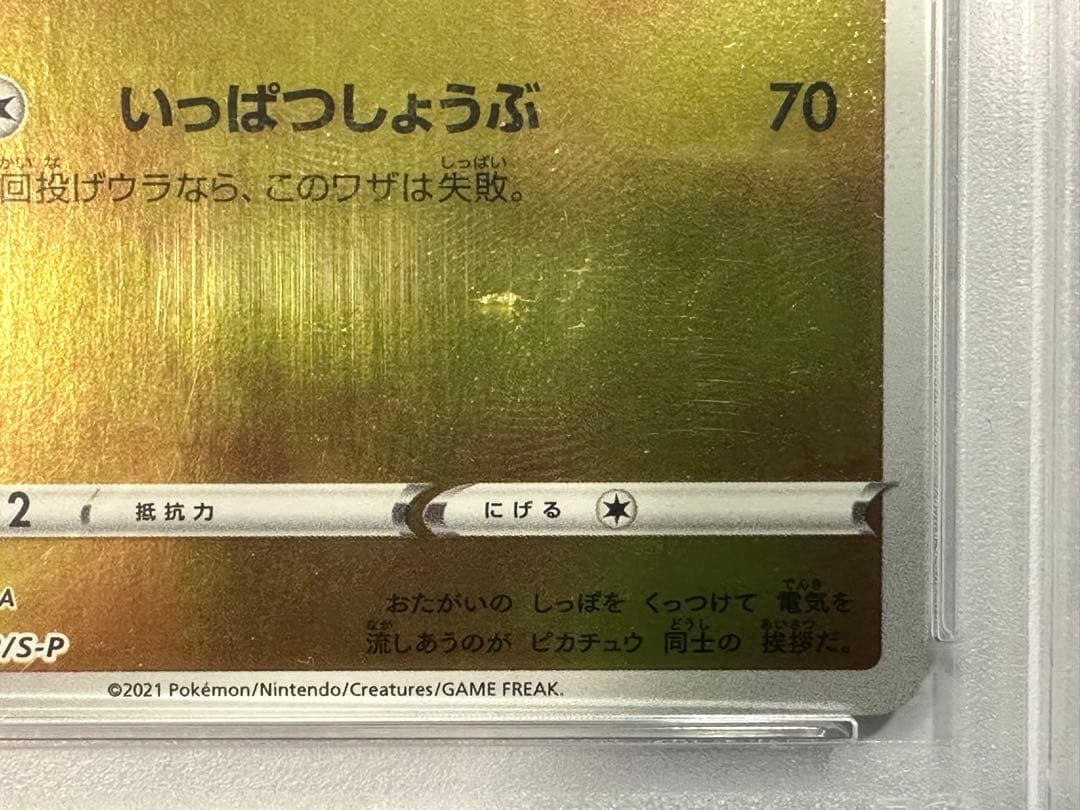 いっぱつしょうぶ 70
回投げウラなら、このワザは失敗。
2 抵抗力 にげる
おたがいの しっぽを くっつけて 電気を
流しあうのが ピカチュウ 同士の 挨拶だ。
/S-P
©2021 Pokémon/Nintendo/Creatures/GAME FREAK.